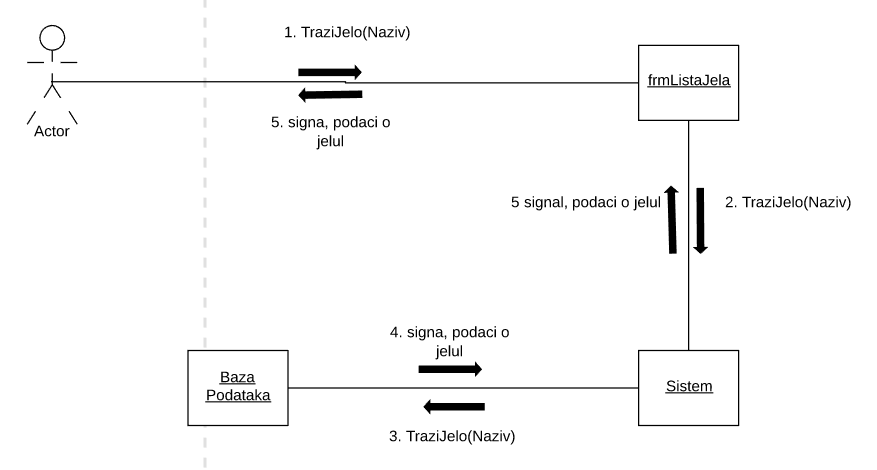 1. TraziJelo(Naziv)
frmListaJela
Actor
5. signa, podaci o
jelul
5 signal, podaci o jelul
2. TraziJelo(Naziv)
4. signa, podaci o
jelul
Baza
Podataka
Sistem
3. TraziJelo(Naziv)